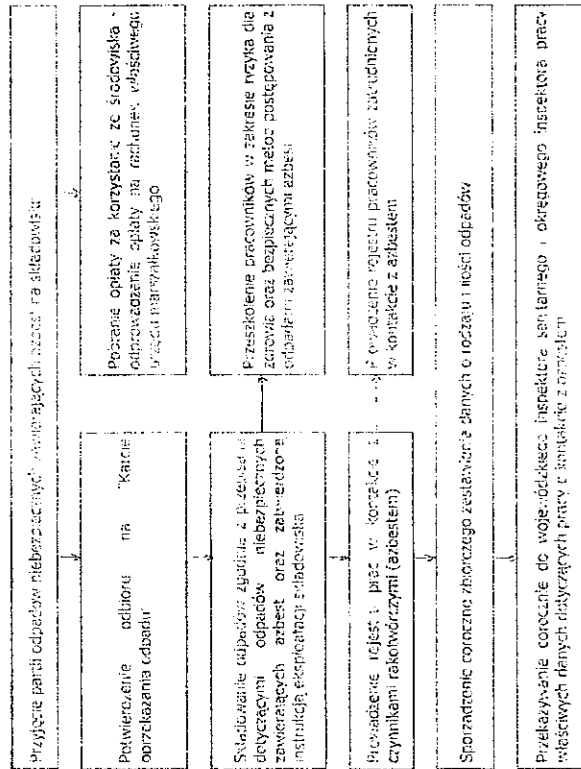 Przyjęcie partii odpadów niebezpiecznych zawierających azbest na składowisko
Potwierdzenie odbioru na "Karcie
przekazania odpadu"
Pobranie opłaty za korzystanie ze środowiska -
odprowadzenie opłaty na rachunek właściwego
urzędu marszałkowskiego
Składowanie odpadów zgodnie z przepisami
dotyczącymi odpadów niebezpiecznych
zawierających azbest oraz zatwierdzoną
instrukcją eksploatacji składowiska
Przeszkolenie pracowników w zakresie ryzyka dla
zdrowia oraz bezpiecznych metod postępowania z
odpadami zawierającymi azbest
Prowadzenie rejestru prac w kontakcie z
czynnikami rakotwórczymi (azbestem)
Prowadzenie rejestru pracowników zatrudnionych
w kontakcie z azbestem
Sporządzenie coroczne zbiorczego zestawienia danych o rodzaju i ilości odpadów
Przekazywanie corocznie do wojewódzkiego inspektora sanitarnego i okręgowego inspektora pracy
właściwych danych dotyczących pracy w kontakcie z azbestem